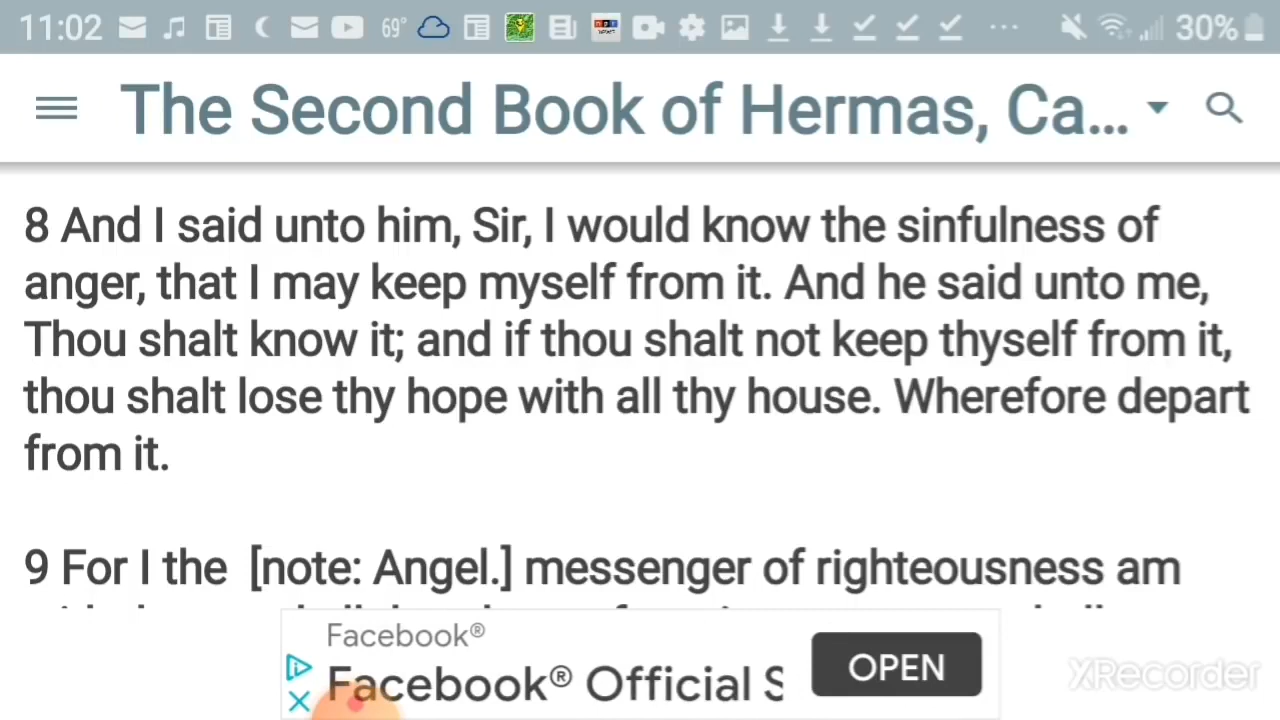 11:02 69° 30%
The Second Book of Hermas, Ca...
8 And I said unto him, Sir, I would know the sinfulness of
anger, that I may keep myself from it. And he said unto me,
Thou shalt know it; and if thou shalt not keep thyself from it,
thou shalt lose thy hope with all thy house. Wherefore depart
from it.
9 For I the [note: Angel.] messenger of righteousness am
Facebook®
Facebook® Official S
OPEN
XRecorder